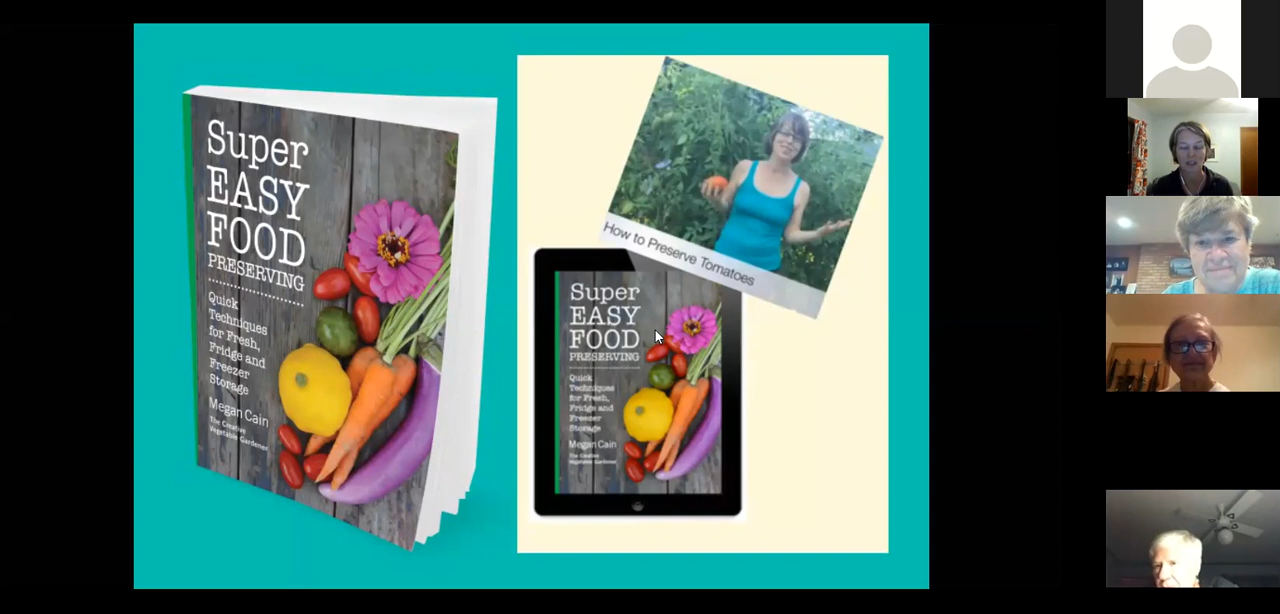 Super
EASY
FOOD
PRESERVING
Quick
Techniques
for Fresh,
Fridge and
Freezer
Storage
Megan Cain
The Creative
Vegetable Gardener
How to Preserve Tomatoes
Super
EASY
FOOD
PRESERVING
Quick
Techniques
for Fresh,
Fridge and
Freezer
Storage
Megan Cain
The Creative
Vegetable Gardener